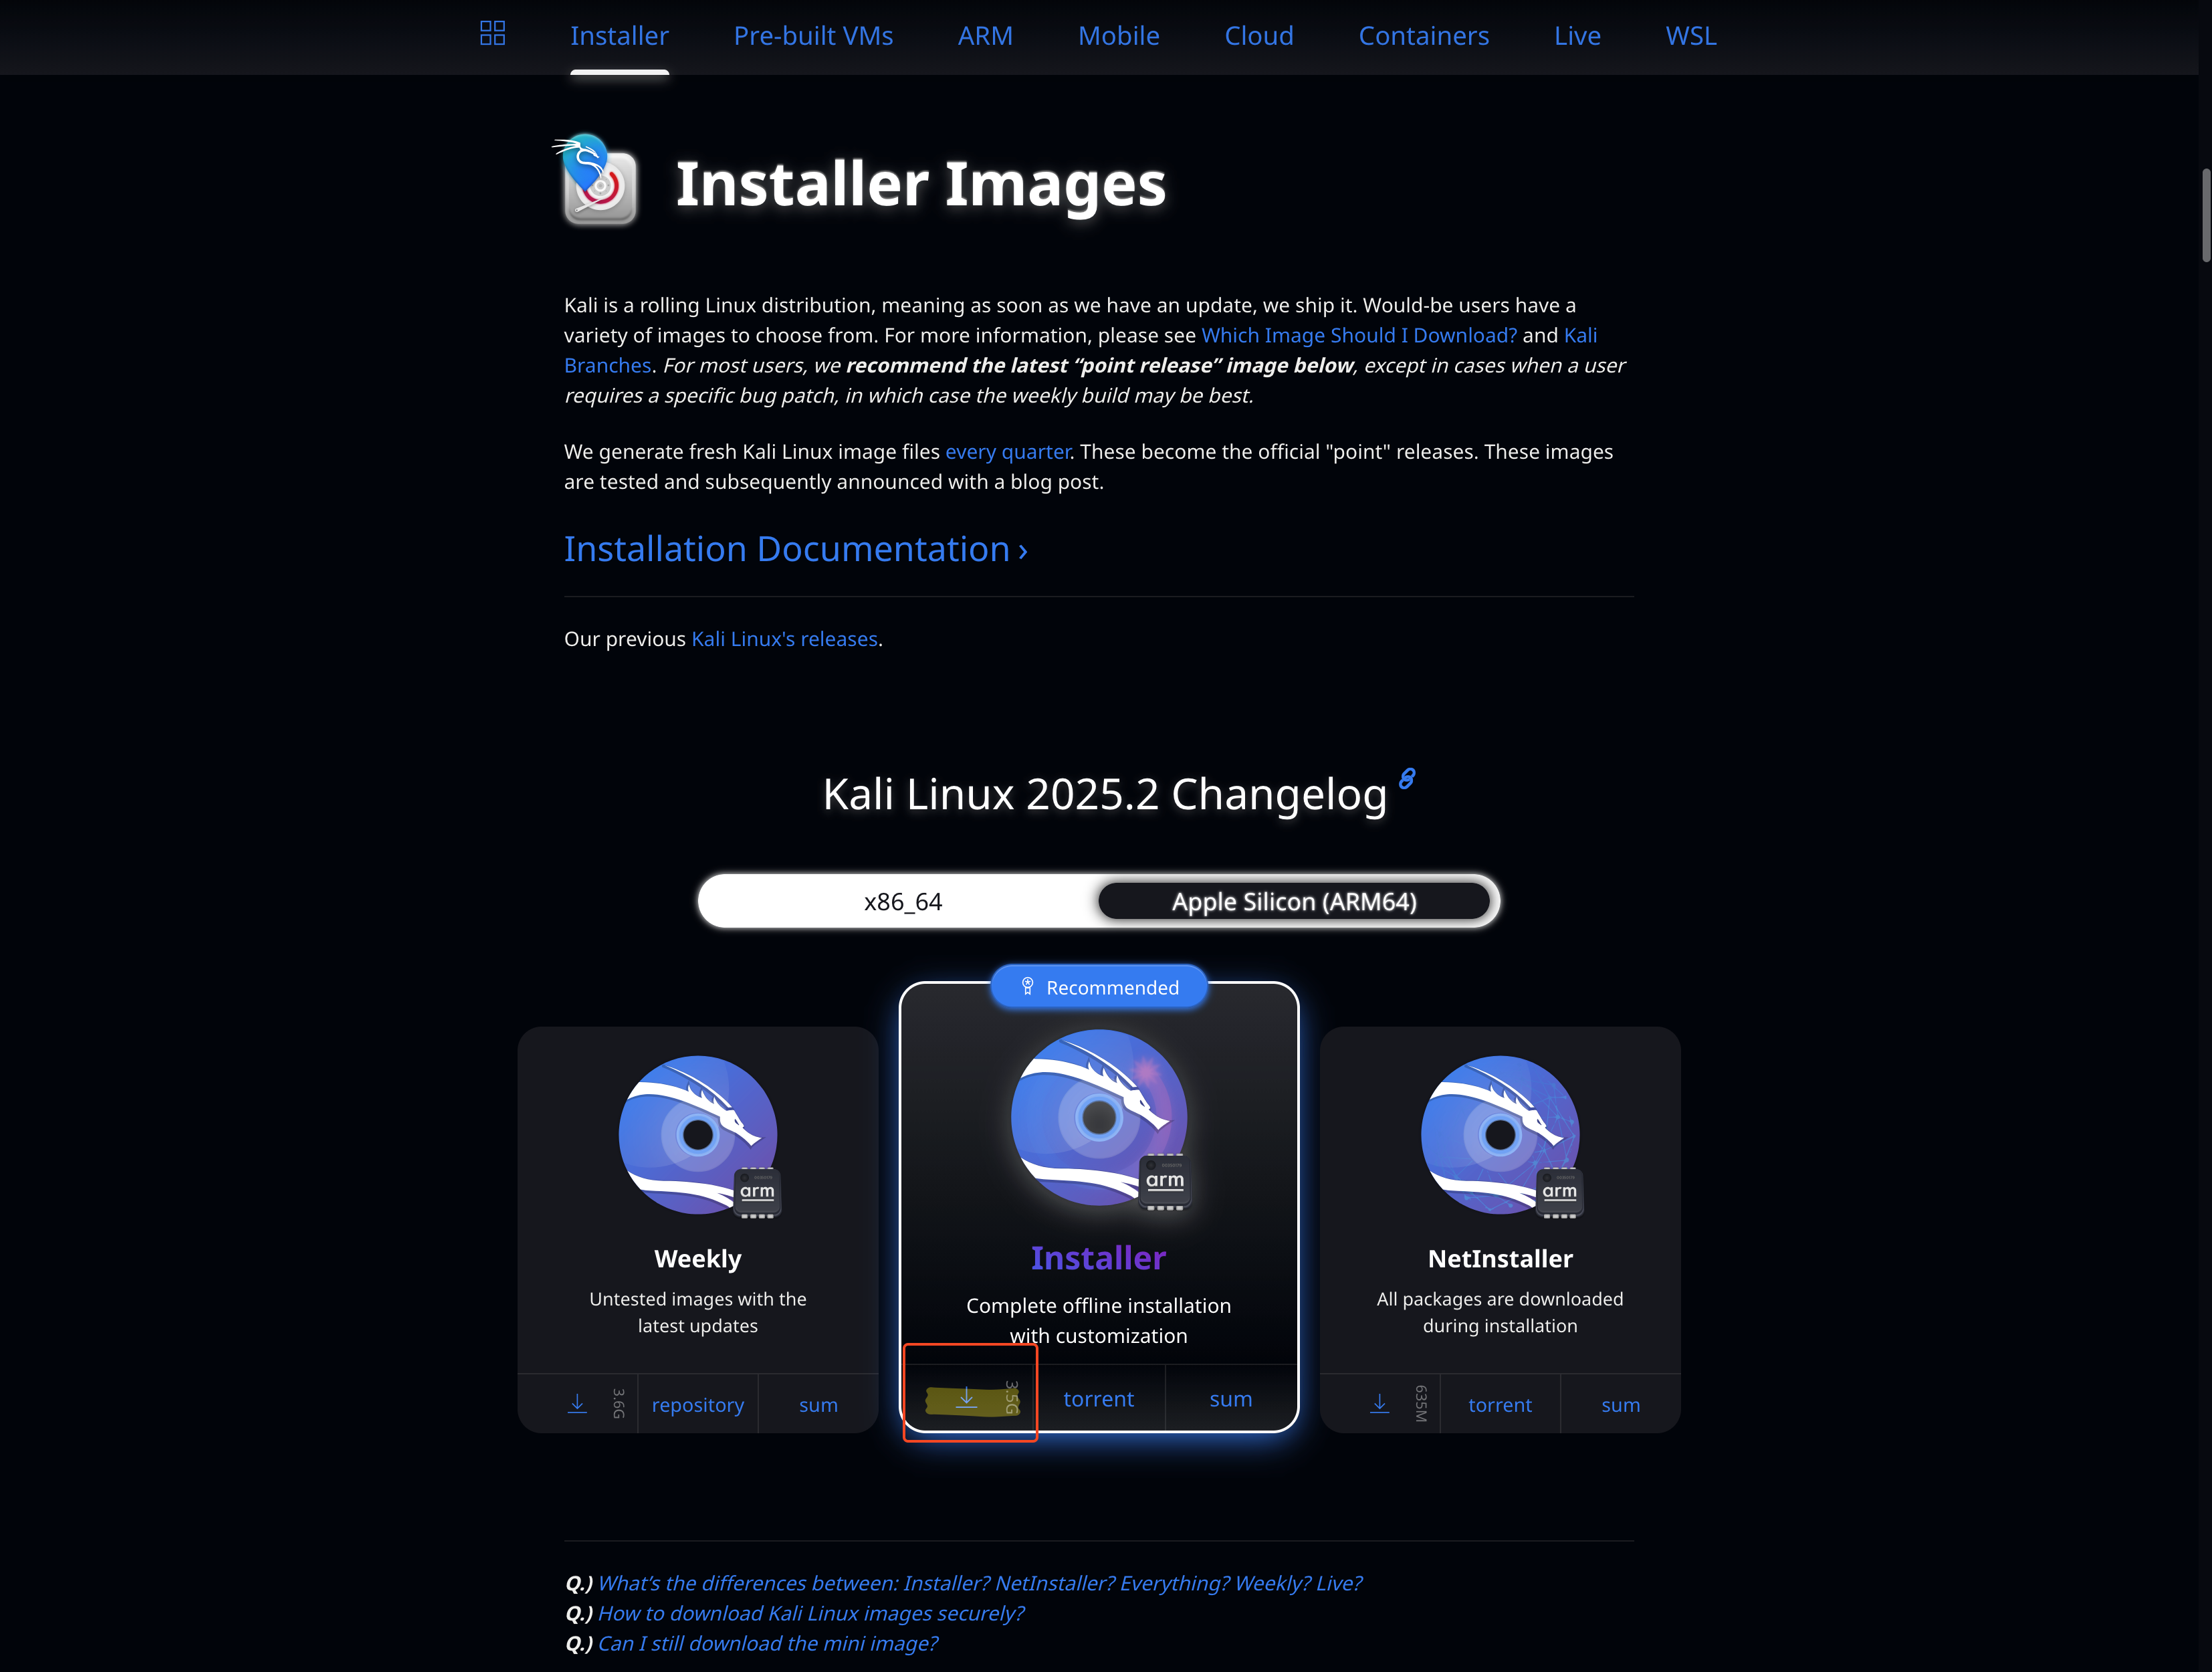 Installer Pre-built VMs ARM Mobile Cloud Containers Live WSL
Installer Images
Kali is a rolling Linux distribution, meaning as soon as we have an update, we ship it. Would-be users have a
variety of images to choose from. For more information, please see Which Image Should I Download? and Kali
Branches. For most users, we recommend the latest “point release” image below, except in cases when a user
requires a specific bug patch, in which case the weekly build may be best.
We generate fresh Kali Linux image files every quarter. These become the official "point" releases. These images
are tested and subsequently announced with a blog post.
Installation Documentation ›
Our previous Kali Linux's releases.
Kali Linux 2025.2 Changelog
x86_64 Apple Silicon (ARM64)
Recommended
arm
Weekly
Untested images with the
latest updates
3.6G repository sum
arm
Installer
Complete offline installation
with customization
3.5G torrent sum
arm
NetInstaller
All packages are downloaded
during installation
635M torrent sum
Q.) What’s the differences between: Installer? NetInstaller? Everything? Weekly? Live?
Q.) How to download Kali Linux images securely?
Q.) Can I still download the mini image?